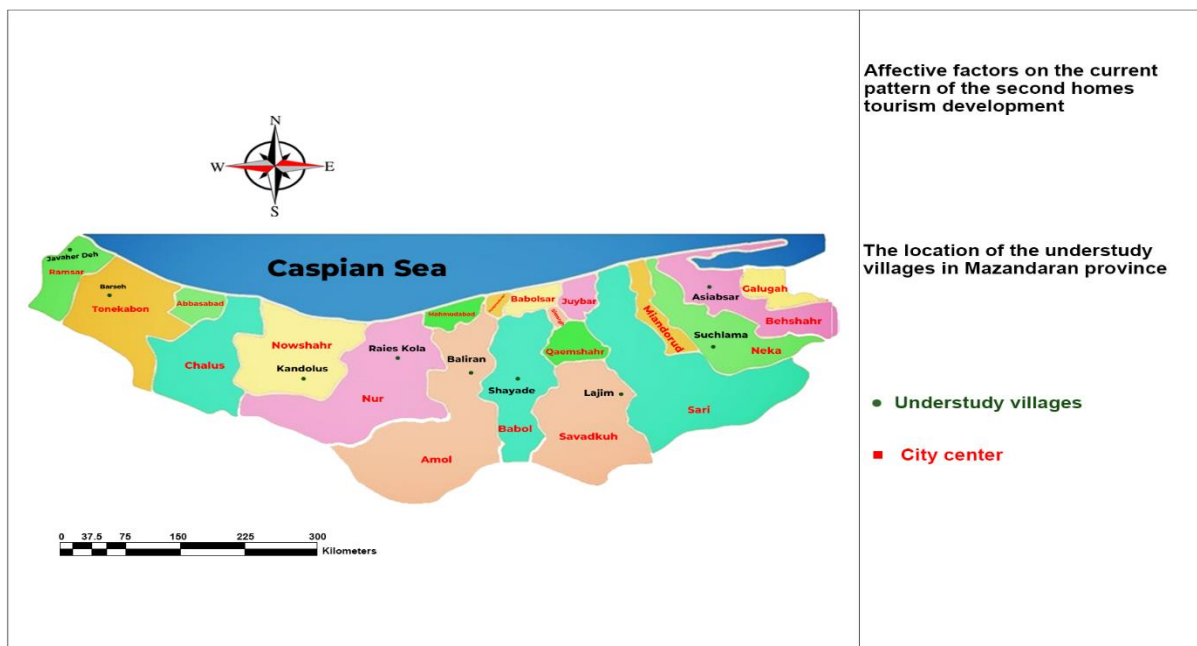 Affective factors on the current
pattern of the second homes
tourism development
N
W
E
S
Caspian Sea
Javaher Deh
Ramsar
Barseh
Tonekabon
Abbasabad
Chalus
Nowshahr
Kandolus
Raies Kola
Nur
Mahmudabad
Baliran
Amol
Babolsar
Juybar
Qaemshahr
Shayade
Babol
Lajim
Savadkuh
Sari
Miandorud
Asiabsar
Galugah
Behshahr
Suchlama
Neka
The location of the understudy
villages in Mazandaran province
Understudy villages
City center
0 37.5 75 150 225 300
Kilometers